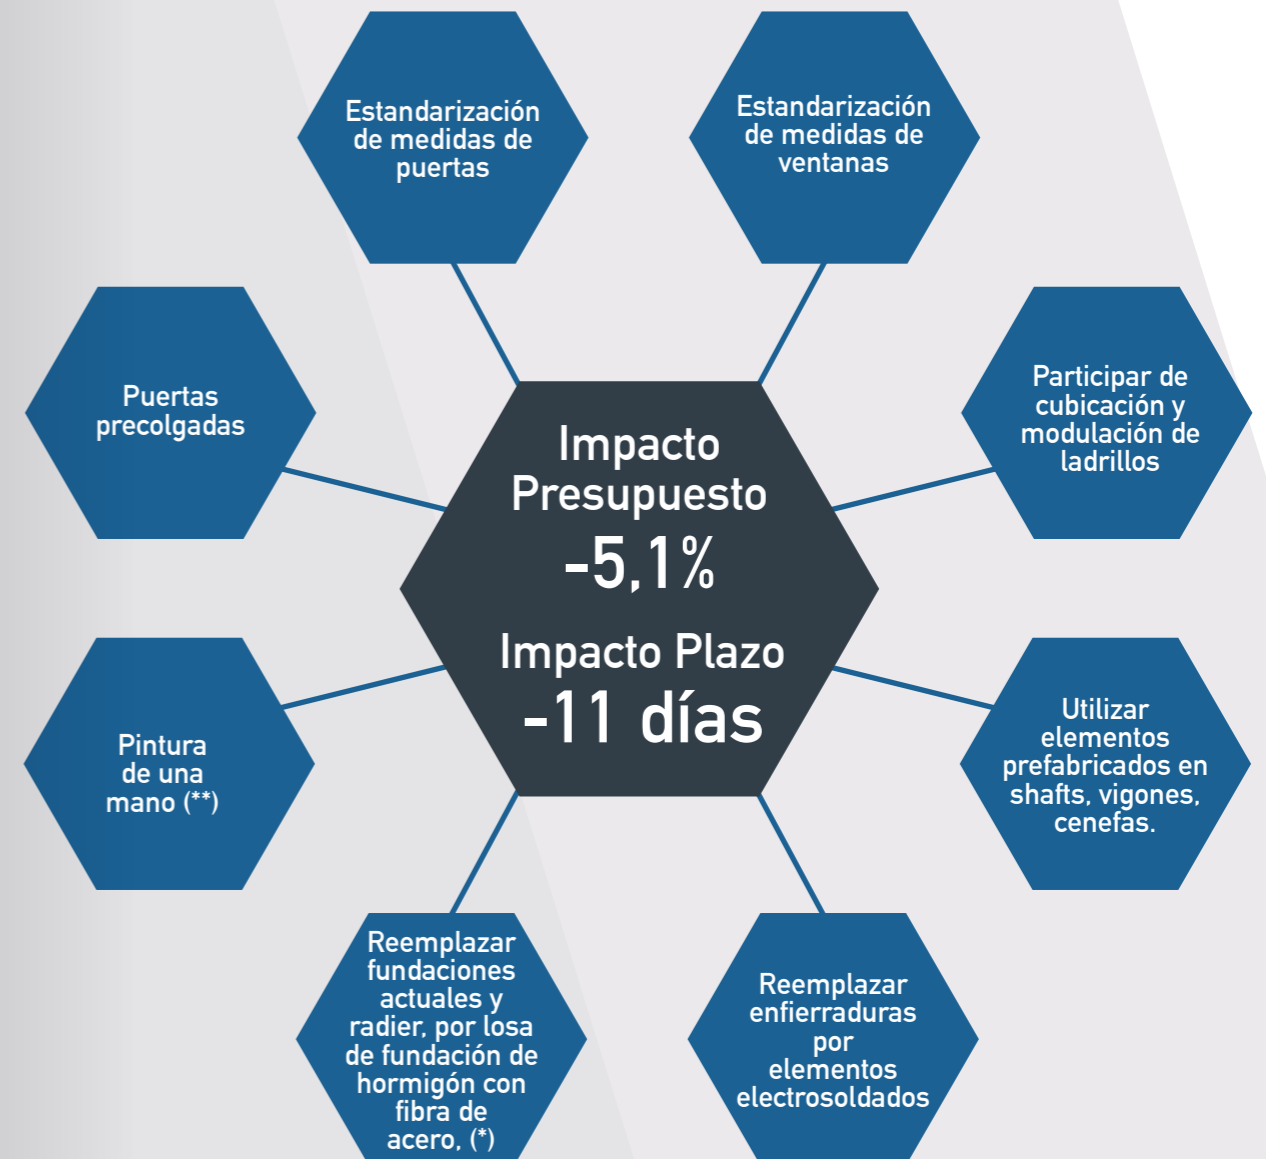 Estandarización
de medidas de
puertas
Estandarización
de medidas de
ventanas
Puertas
precolgadas
Participar de
cubicación y
modulación de
ladrillos
Impacto
Presupuesto
-5,1%
Impacto Plazo
-11 días
Pintura
de una
mano (**)
Utilizar
elementos
prefabricados en
shafts, vigones,
cenefas.
Reemplazar
fundaciones
actuales y
radier, por losa
de fundación de
hormigón con
fibra de
acero, (*)
Reemplazar
enfierraduras
por
elementos
electrosoldados